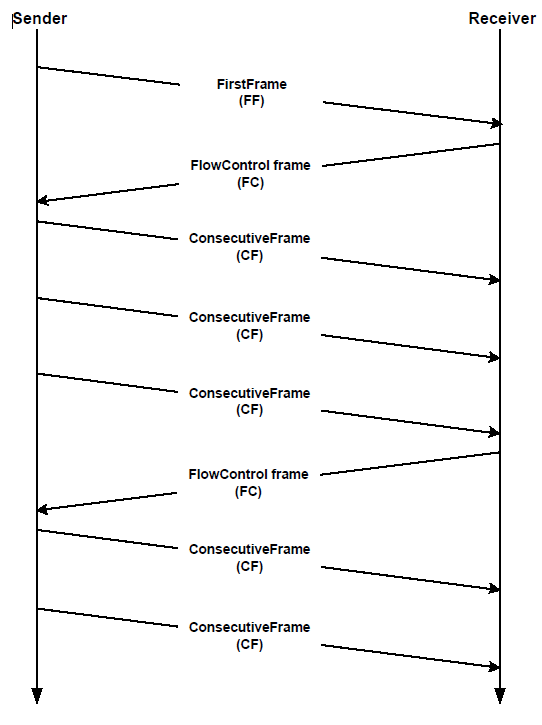 Sender
Receiver
FirstFrame
(FF)
FlowControl frame
(FC)
ConsecutiveFrame
(CF)
ConsecutiveFrame
(CF)
ConsecutiveFrame
(CF)
FlowControl frame
(FC)
ConsecutiveFrame
(CF)
ConsecutiveFrame
(CF)